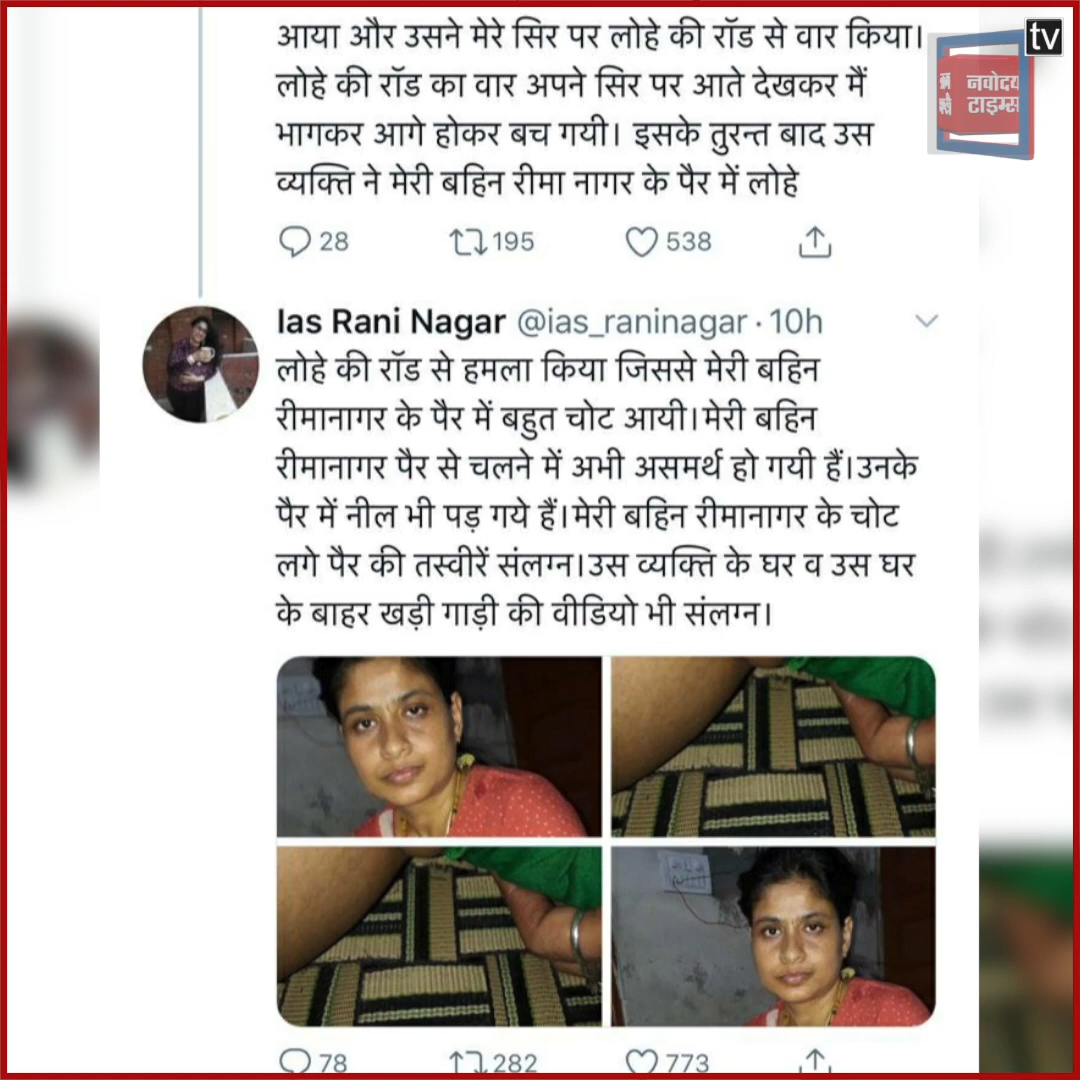 आया और उसने मेरे सिर पर लोहे की रॉड से वार किया।
लोहे की रॉड का वार अपने सिर पर आते देखकर मैं
भागकर आगे होकर बच गयी। इसके तुरन्त बाद उस
व्यक्ति ने मेरी बहिन रीमा नागर के पैर में लोहे
28 195 538
tv
नवोदय
टाइम्स
Ias Rani Nagar @ias_raninagar · 10h
लोहे की रॉड से हमला किया जिससे मेरी बहिन
रीमानागर के पैर में बहुत चोट आयी।मेरी बहिन
रीमानागर पैर से चलने में अभी असमर्थ हो गयी हैं।उनके
पैर में नील भी पड़ गये हैं।मेरी बहिन रीमानागर के चोट
लगे पैर की तस्वीरें संलग्न।उस व्यक्ति के घर व उस घर
के बाहर खड़ी गाड़ी की वीडियो भी संलग्न।
78 282 773